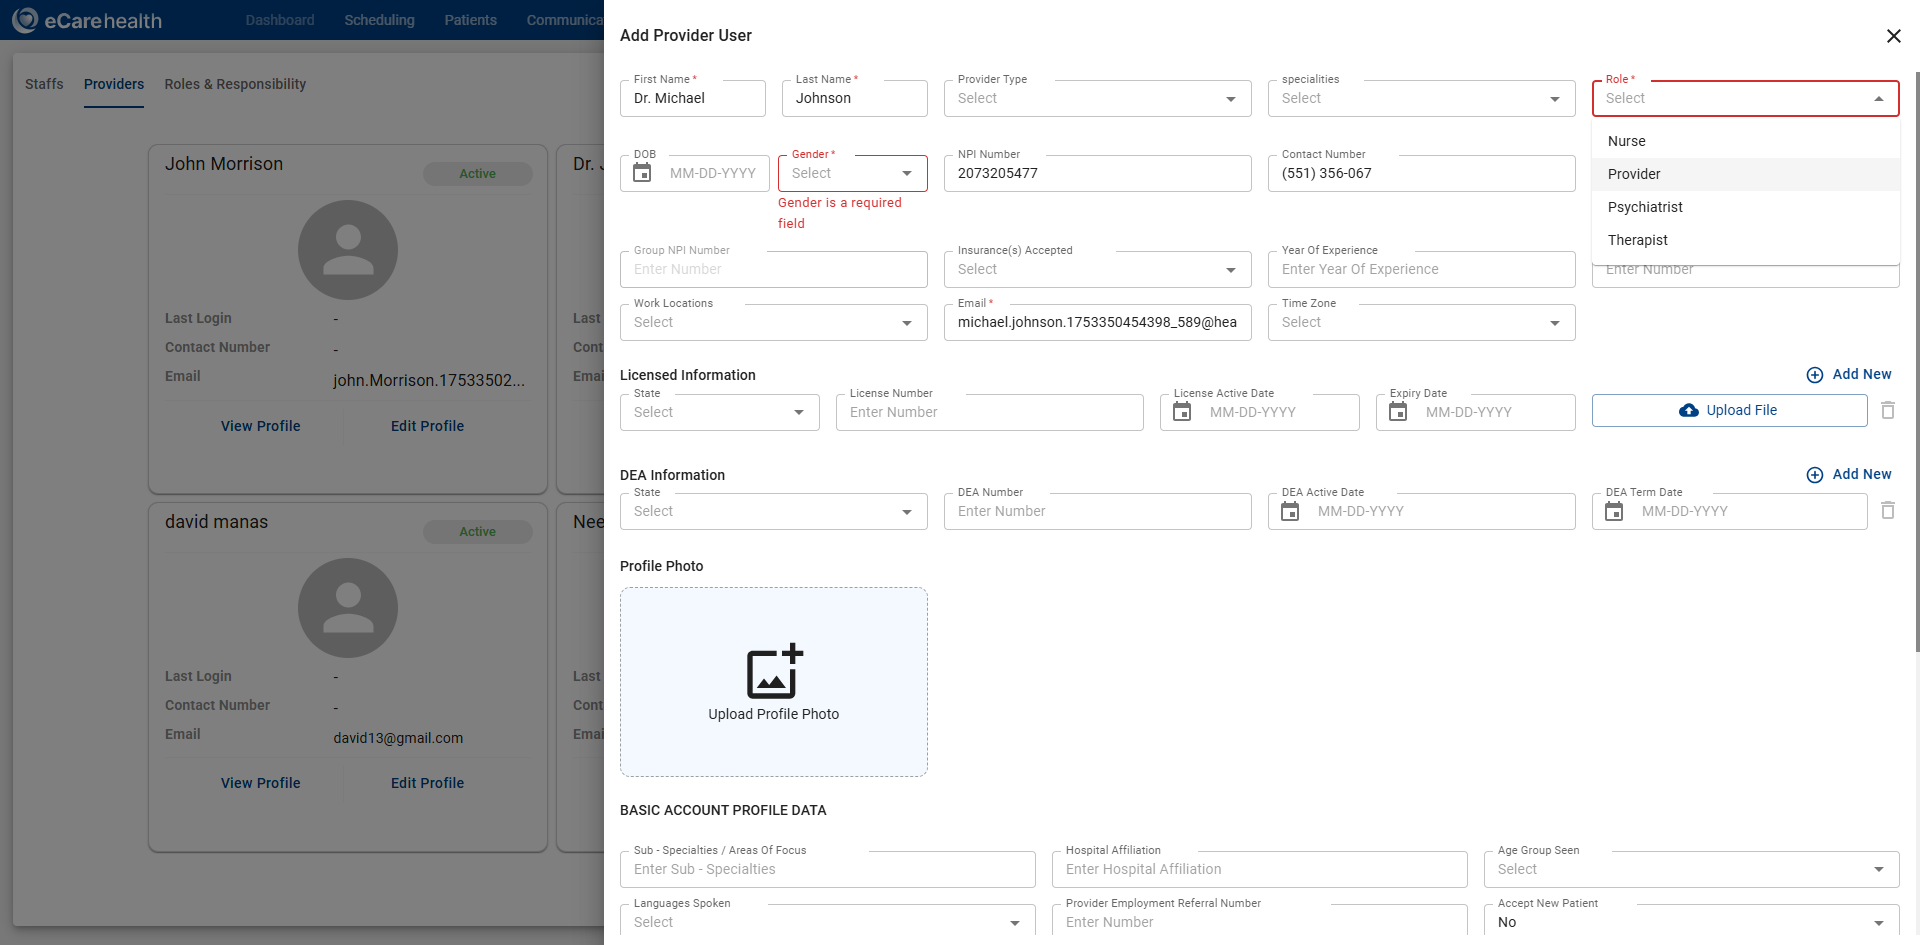 eCarehealth
Dashboard
Scheduling
Patients
Communica
Staffs
Providers
Roles & Responsibility
John Morrison
Active
Last Login
-
Contact Number
-
Email
john.Morrison.17533502...
View Profile
Edit Profile
Dr. J
Last
Cont
Emai
david manas
Active
Last Login
-
Contact Number
-
Email
david13@gmail.com
View Profile
Edit Profile
Nee
Last
Cont
Emai
Add Provider User
First Name *
Dr. Michael
Last Name *
Johnson
Provider Type
Select
specialities
Select
Role *
Select
Nurse
Provider
Psychiatrist
Therapist
DOB
MM-DD-YYYY
Gender *
Select
Gender is a required
field
NPI Number
2073205477
Contact Number
(551) 356-067
Group NPI Number
Enter Number
Insurance(s) Accepted
Select
Year Of Experience
Enter Year Of Experience
Enter Number
Work Locations
Select
Email *
michael.johnson.1753350454398_589@hea
Time Zone
Select
Licensed Information
Add New
State
Select
License Number
Enter Number
License Active Date
MM-DD-YYYY
Expiry Date
MM-DD-YYYY
Upload File
DEA Information
Add New
State
Select
DEA Number
Enter Number
DEA Active Date
MM-DD-YYYY
DEA Term Date
MM-DD-YYYY
Profile Photo
Upload Profile Photo
BASIC ACCOUNT PROFILE DATA
Sub - Specialties / Areas Of Focus
Enter Sub - Specialties
Hospital Affiliation
Enter Hospital Affiliation
Age Group Seen
Select
Languages Spoken
Select
Provider Employment Referral Number
Enter Number
Accept New Patient
No